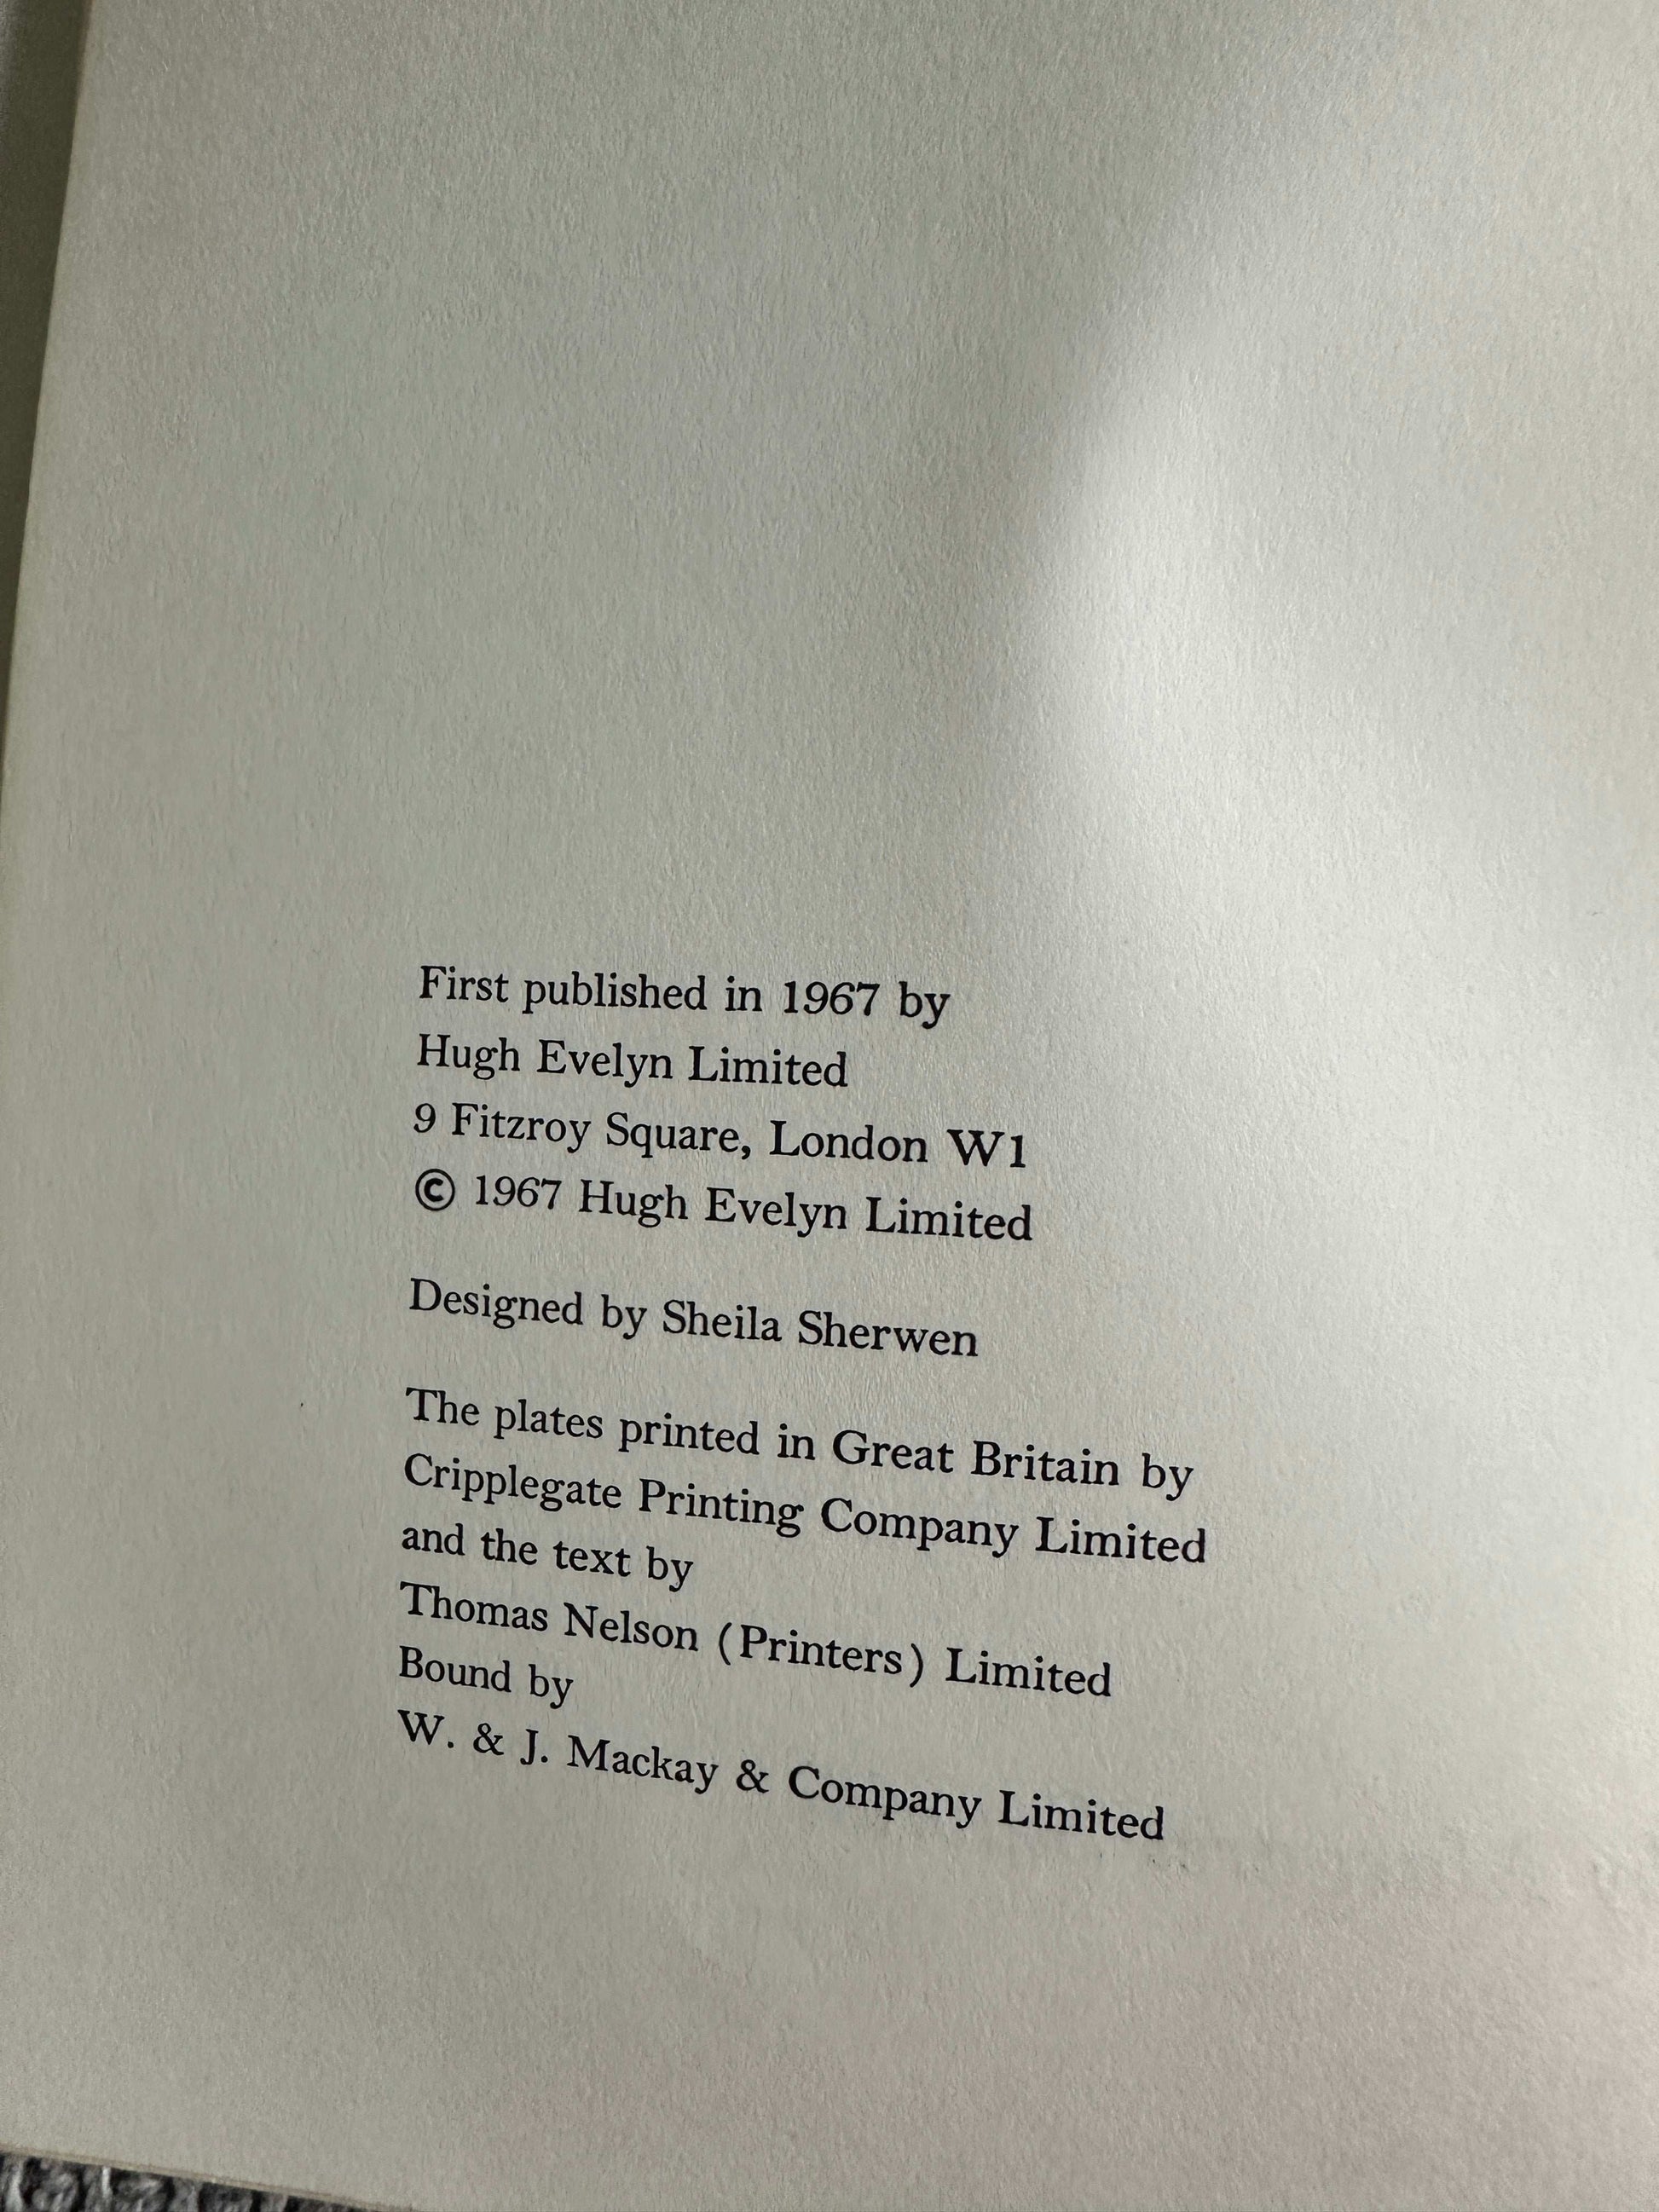 First published in 1967 by
Hugh Evelyn Limited
9 Fitzroy Square, London W1
© 1967 Hugh Evelyn Limited
Designed by Sheila Sherwen
The plates printed in Great Britain by
Cripplegate Printing Company Limited
and the text by
Thomas Nelson (Printers) Limited
Bound by
W. & J. Mackay & Company Limited